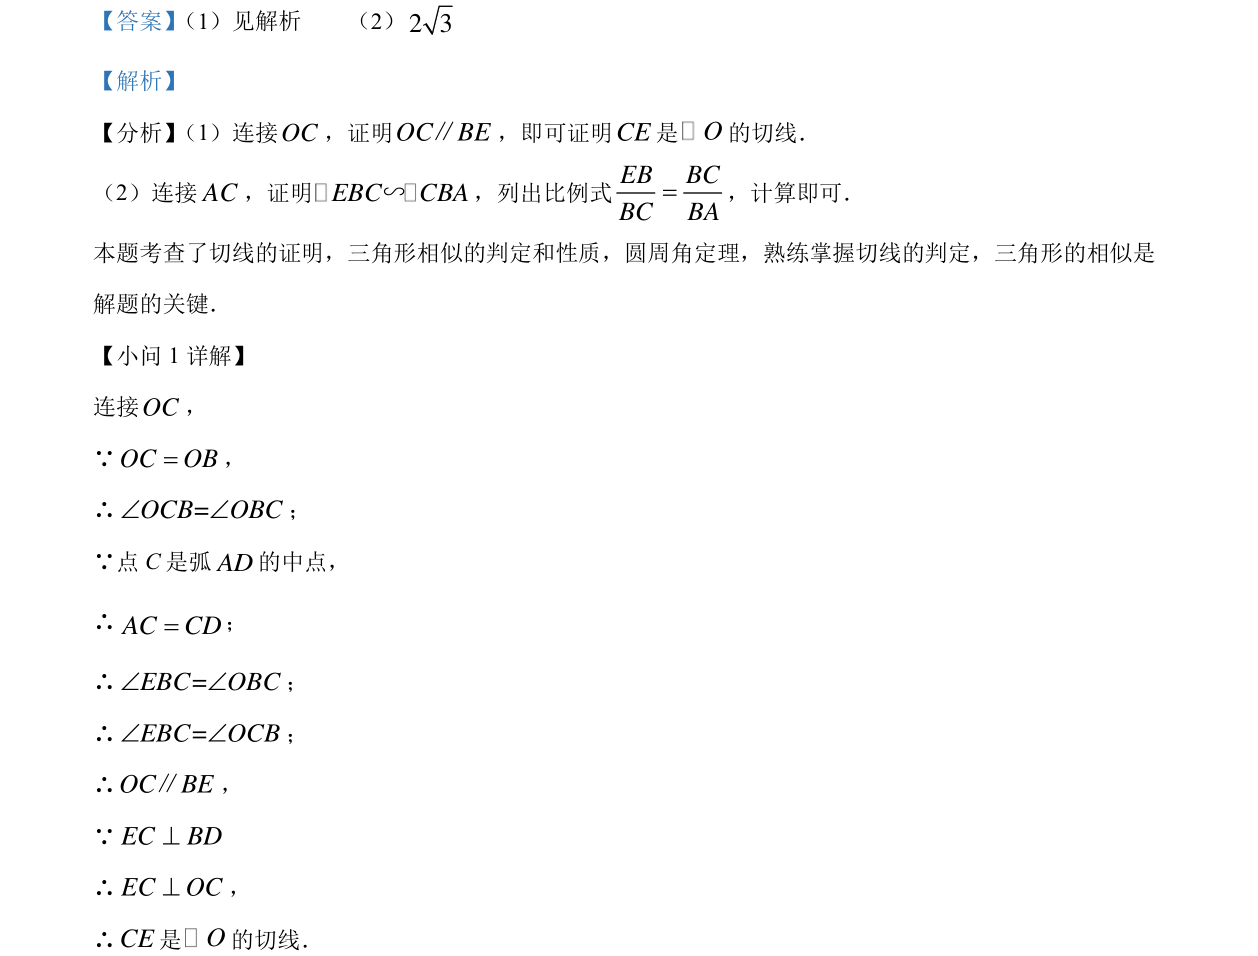 【答案】（1）见解析 （2）2√3
【解析】
【分析】（1）连接OC，证明OC∥BE，即可证明CE是□ O的切线．
（2）连接AC，证明□EBC∽□CBA，列出比例式EB/BC=BC/BA，计算即可．
本题考查了切线的证明，三角形相似的判定和性质，圆周角定理，熟练掌握切线的判定，三角形的相似是
解题的关键．
【小问 1 详解】
连接OC，
∵OC=OB，
∴∠OCB=∠OBC；
∵点 C 是弧AD的中点，
∴AC=CD；
∴∠EBC=∠OBC；
∴∠EBC=∠OCB；
∴OC∥BE，
∵EC⊥BD
∴EC⊥OC，
∴CE是□ O的切线．